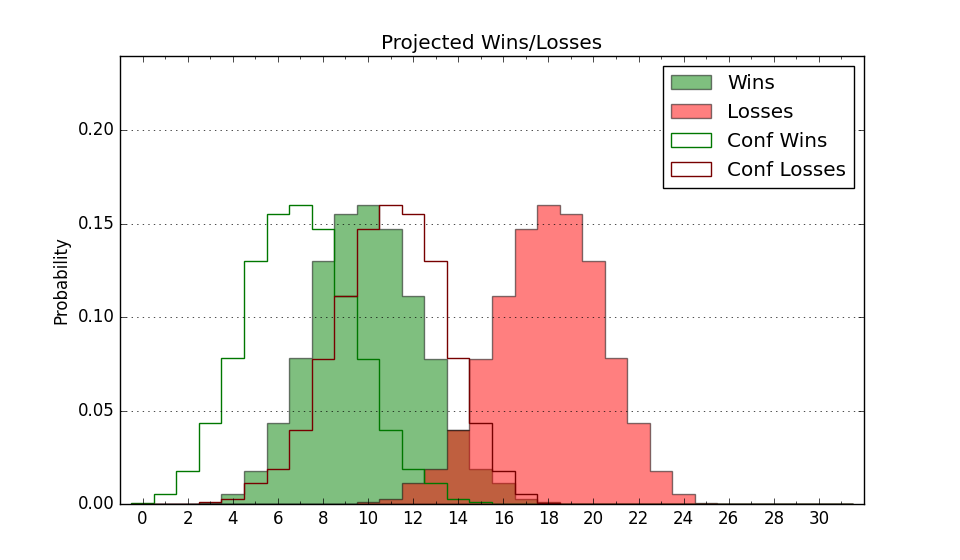 Projected Wins/Losses
Wins
Losses
Conf Wins
Conf Losses
Probability
0.20
0.15
0.10
0.05
0.00
0 2 4 6 8 10 12 14 16 18 20 22 24 26 28 30